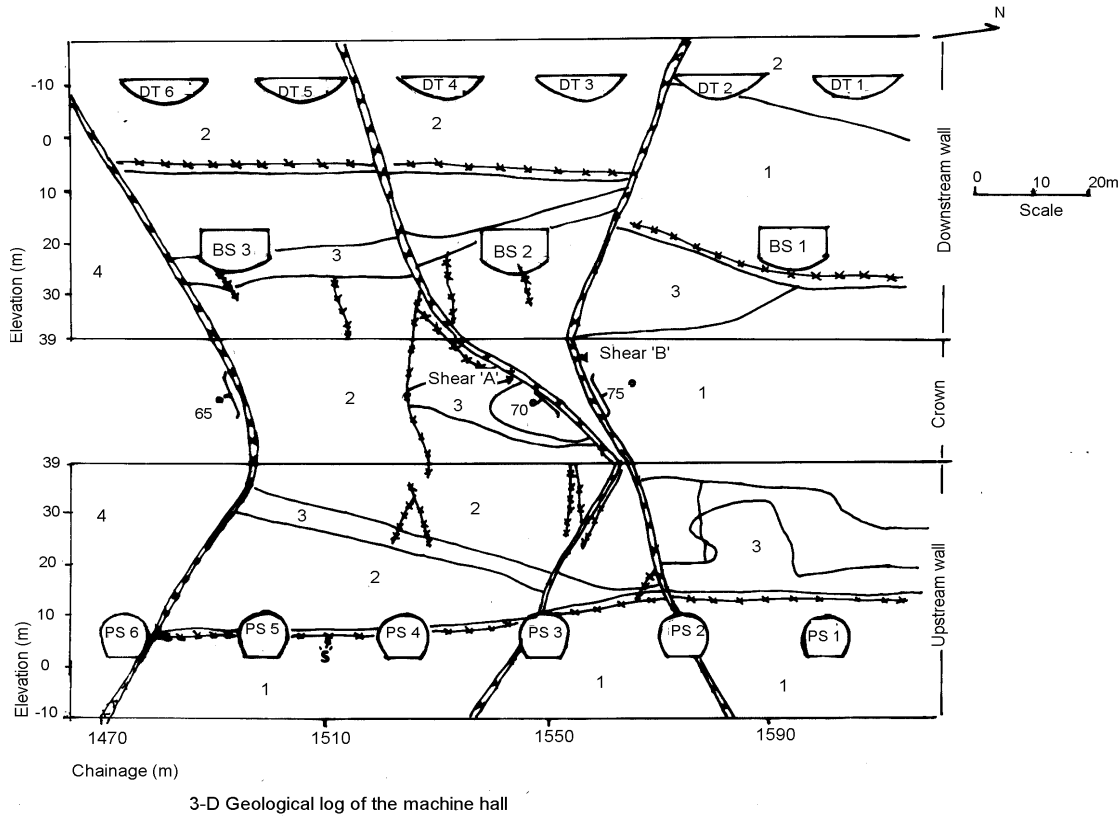 N
2
-10
DT 6
DT 5
DT 4
DT 3
DT 2
DT 1
2
2
0
1
10
0
10
20m
Scale
Downstream wall
20
BS 3
BS 2
BS 1
3
4
3
30
Elevation (m)
39
Shear 'B'
Shear 'A'
2
3
70
75
1
65
Crown
39
30
4
3
2
3
20
2
10
PS 6
PS 5
PS 4
PS 3
PS 2
PS 1
Upstream wall
S
0
1
1
1
Elevation (m)
-10
1470
1510
1550
1590
Chainage (m)
3-D Geological log of the machine hall